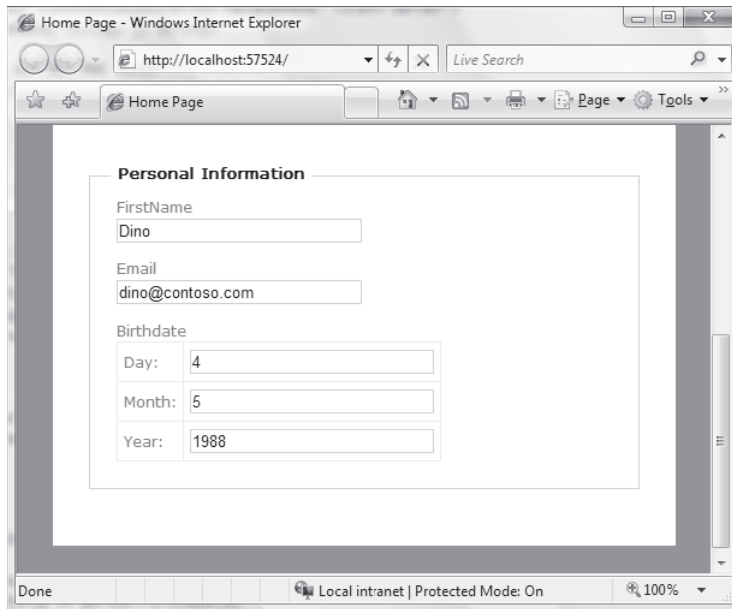 Home Page - Windows Internet Explorer
http://localhost:57524/
Live Search
Home Page
Page
Tools
Personal Information
FirstName
Dino
Email
dino@contoso.com
Birthdate
Day: 4
Month: 5
Year: 1988
Done
Local intranet | Protected Mode: On
100%